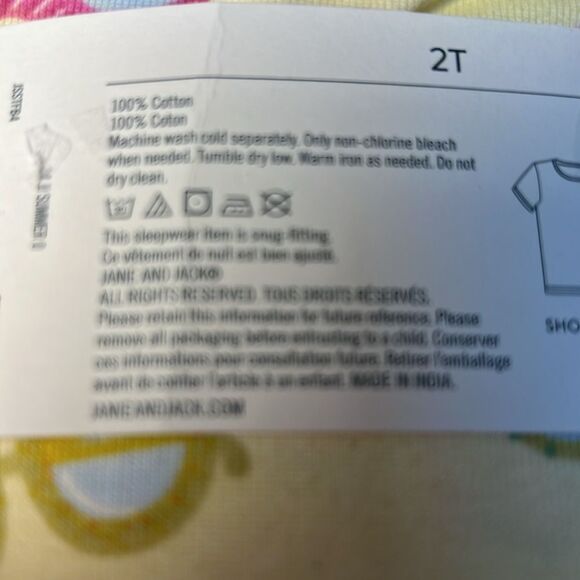 2T
100% Cotton
100% Coton
Machine wash cold separately. Only non-chlorine bleach
when needed. Tumble dry low. Warm iron as needed. Do not
dry clean.
This sleepwear item is snug-fitting.
Ce vêtement de nuit est bien ajusté.
JANIE AND JACK®
ALL RIGHTS RESERVED. TOUS DROITS RÉSERVÉS.
Please retain this information for future reference. Please
remove all packaging before entrusting to a child. Conserver
ces informations pour consultation future. Retirer l'emballage
avant de confier l'article à un enfant. MADE IN INDIA.
JANIEANDJACK.COM
SHO
SUMMER